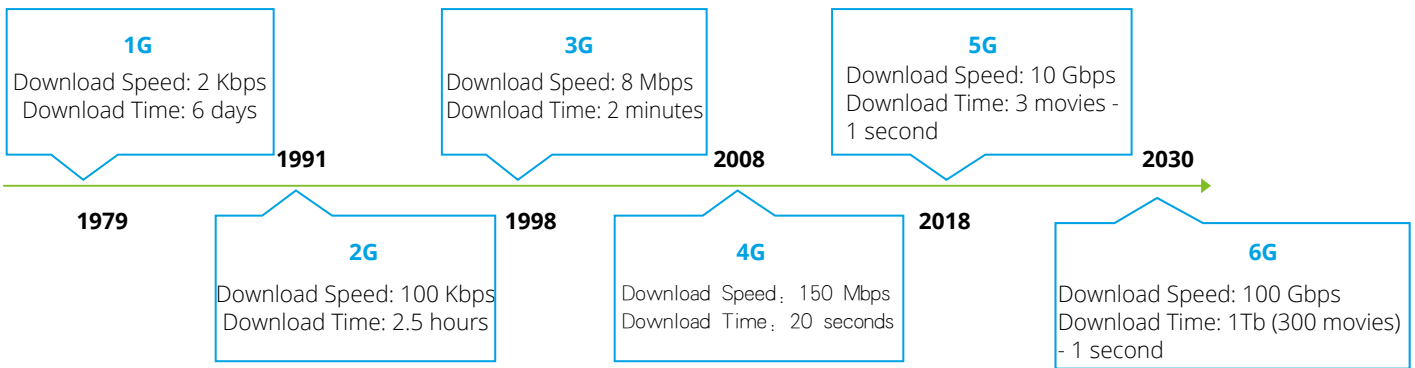 1G
Download Speed: 2 Kbps
Download Time: 6 days
3G
Download Speed: 8 Mbps
Download Time: 2 minutes
5G
Download Speed: 10 Gbps
Download Time: 3 movies -
1 second
1991
2008
2030
1979
1998
2018
2G
Download Speed: 100 Kbps
Download Time: 2.5 hours
4G
Download Speed: 150 Mbps
Download Time: 20 seconds
6G
Download Speed: 100 Gbps
Download Time: 1Tb (300 movies)
- 1 second